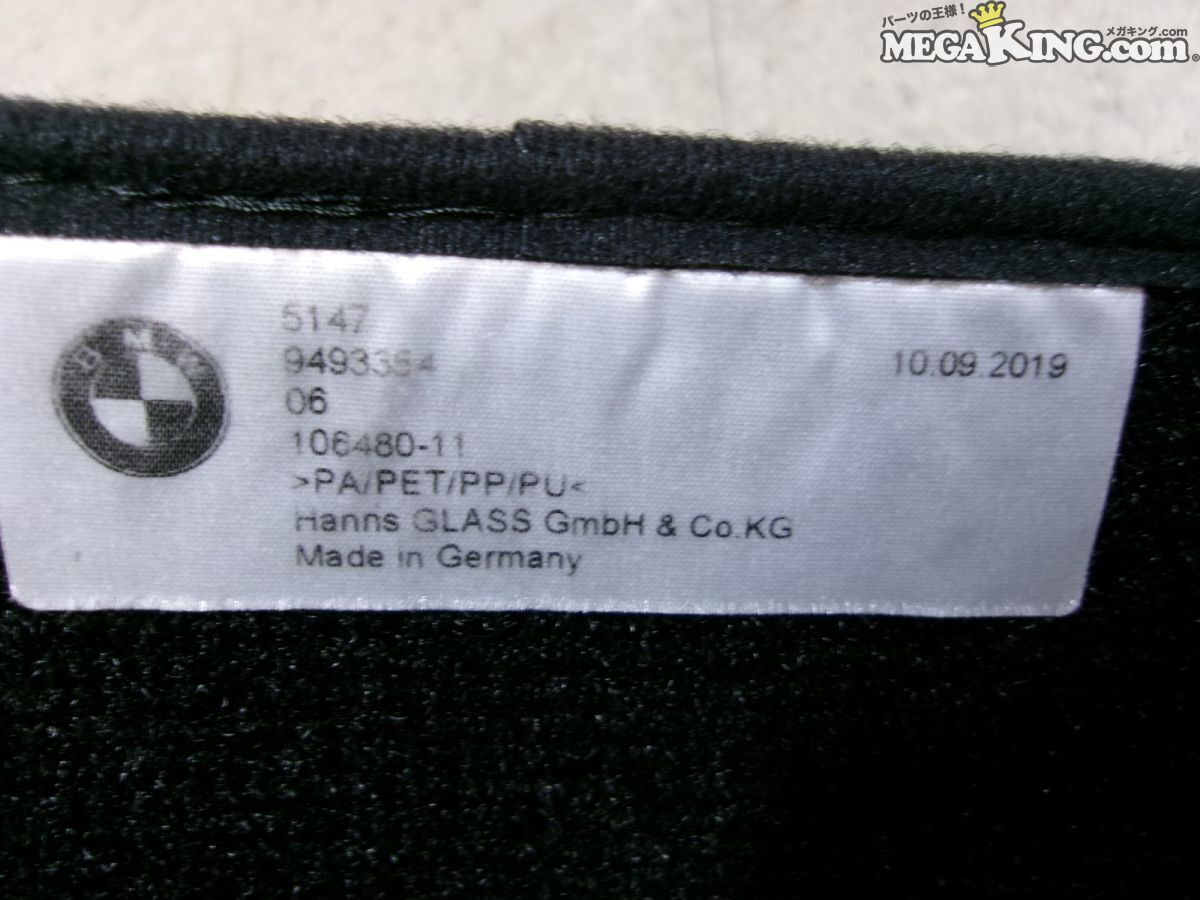 パーツの王様!
メガキング.com
MEGAKING.com®
BMW
5147
10.09.2019
06
106480-11
>PA/PET/PP/PU<
Hanns GLASS GmbH & Co.KG
Made in Germany